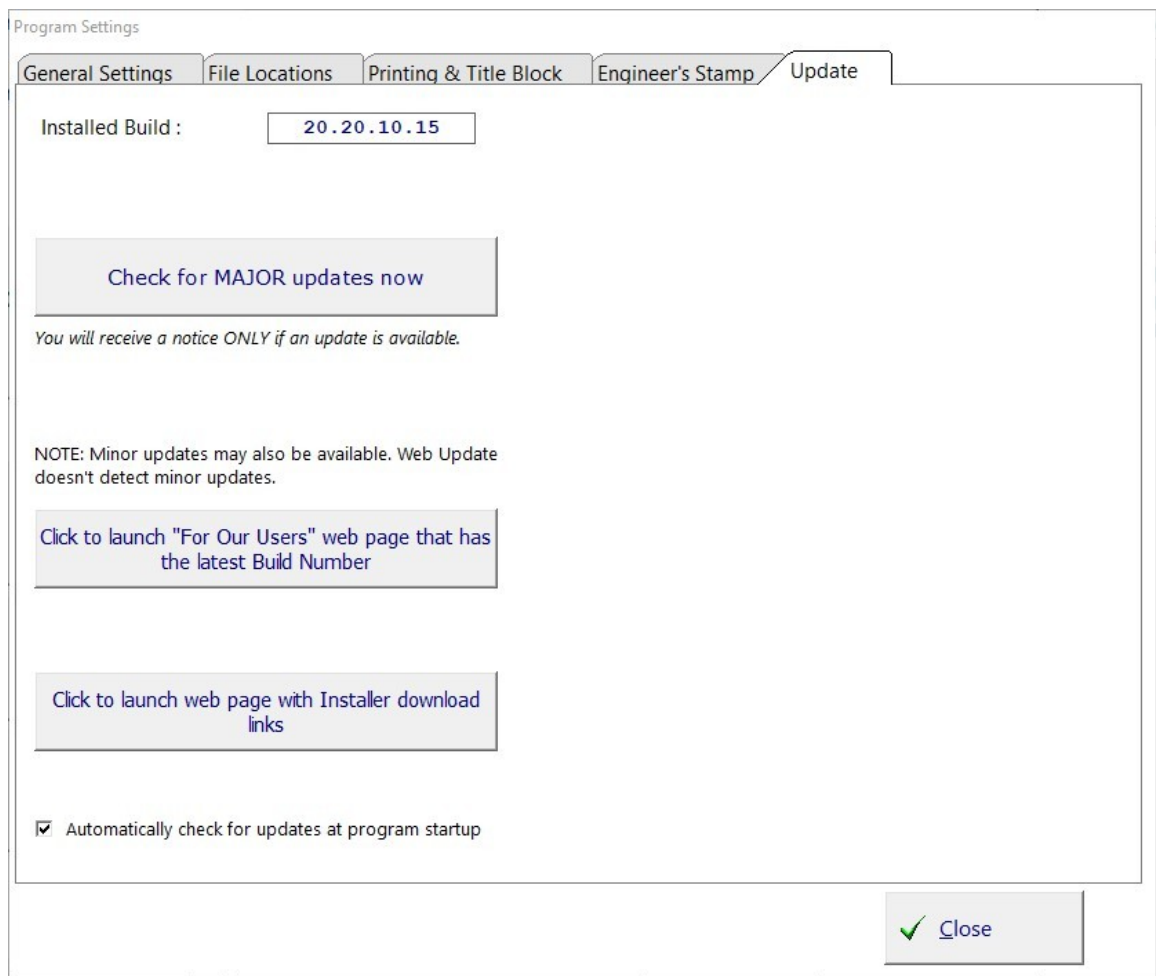 Program Settings
General Settings File Locations Printing & Title Block Engineer's Stamp Update
Installed Build : 20.20.10.15
Check for MAJOR updates now
You will receive a notice ONLY if an update is available.
NOTE: Minor updates may also be available. Web Update
doesn't detect minor updates.
Click to launch "For Our Users" web page that has
the latest Build Number
Click to launch web page with Installer download
links
Automatically check for updates at program startup
Close